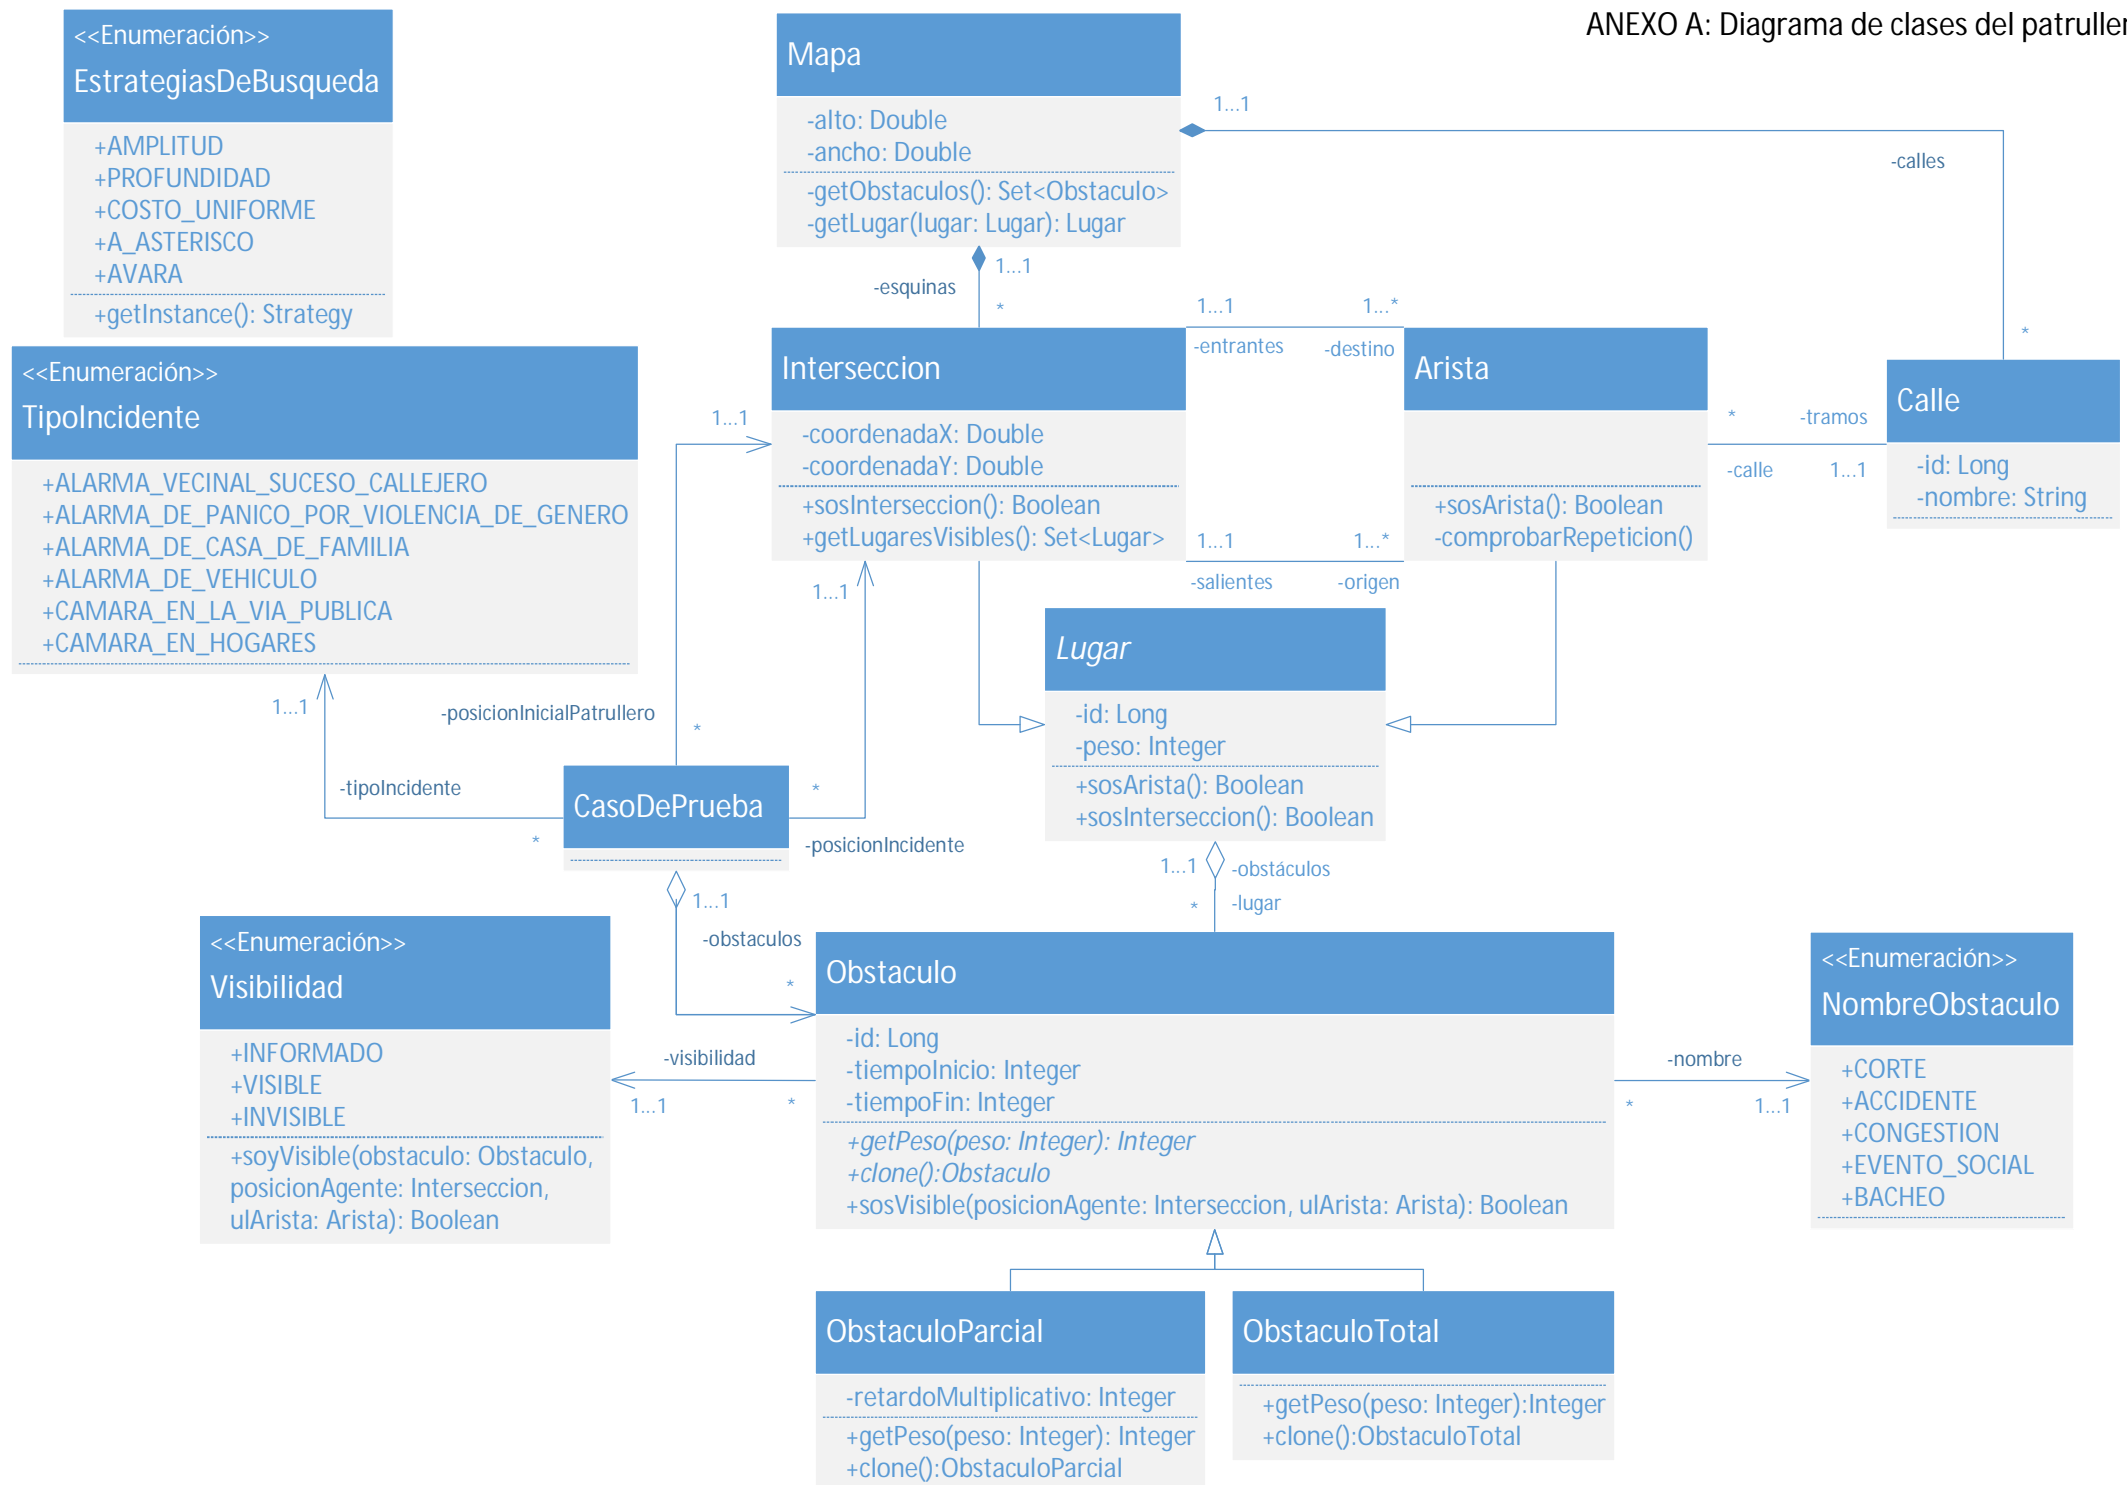 ANEXO A: Diagrama de clases del patruller
<<Enumeración>>
EstrategiasDeBusqueda
+AMPLITUD
+PROFUNDIDAD
+COSTO_UNIFORME
+A_ASTERISCO
+AVARA
+getInstance(): Strategy
Mapa
-alto: Double
-ancho: Double
-getObstaculos(): Set<Obstaculo>
-getLugar(lugar: Lugar): Lugar
1...1
-calles
*
1...1
-esquinas
*
<<Enumeración>>
TipoIncidente
+ALARMA_VECINAL_SUCESO_CALLEJERO
+ALARMA_DE_PANICO_POR_VIOLENCIA_DE_GENERO
+ALARMA_DE_CASA_DE_FAMILIA
+ALARMA_DE_VEHICULO
+CAMARA_EN_LA_VIA_PUBLICA
+CAMARA_EN_HOGARES
Interseccion
-coordenadaX: Double
-coordenadaY: Double
+sosInterseccion(): Boolean
+getLugaresVisibles(): Set<Lugar>
1...1 1...*
-entrantes -destino
1...1 1...*
-salientes -origen
Arista
+sosArista(): Boolean
-comprobarRepeticion()
* -tramos
-calle 1...1
Calle
-id: Long
-nombre: String
1...1
1...1
1...1
-posicionInicialPatrullero
*
-tipoIncidente
*
CasoDePrueba
*
-posicionIncidente
Lugar
-id: Long
-peso: Integer
+sosArista(): Boolean
+sosInterseccion(): Boolean
1...1 -obstáculos
* -lugar
1...1
-obstaculos
*
<<Enumeración>>
Visibilidad
+INFORMADO
+VISIBLE
+INVISIBLE
+soyVisible(obstaculo: Obstaculo,
posicionAgente: Interseccion,
ulArista: Arista): Boolean
-visibilidad
1...1 *
Obstaculo
-id: Long
-tiempoInicio: Integer
-tiempoFin: Integer
+getPeso(peso: Integer): Integer
+clone():Obstaculo
+sosVisible(posicionAgente: Interseccion, ulArista: Arista): Boolean
-nombre
* 1...1
<<Enumeración>>
NombreObstaculo
+CORTE
+ACCIDENTE
+CONGESTION
+EVENTO_SOCIAL
+BACHEO
ObstaculoParcial
-retardoMultiplicativo: Integer
+getPeso(peso: Integer): Integer
+clone():ObstaculoParcial
ObstaculoTotal
+getPeso(peso: Integer):Integer
+clone():ObstaculoTotal